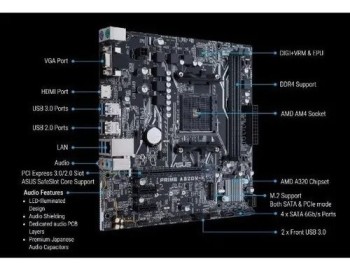 VGA Port
HDMI Port
USB 3.0 Ports
USB 2.0 Ports
LAN
Audio
PCI Express 3.0/2.0 Slot
ASUS SafeSlot Core Support
Audio Features
• LED-Illuminated
Design
• Audio Shielding
• Dedicated audio PCB
Layers
• Premium Japanese
Audio Capacitors
DIGI+VRM & EPU
DDR4 Support
AMD AM4 Socket
AMD A320 Chipset
M.2 Support
Both SATA & PCIe mode
4 x SATA 6Gb/s Ports
2 x Front USB 3.0
ASUS
PRIME A320M-K